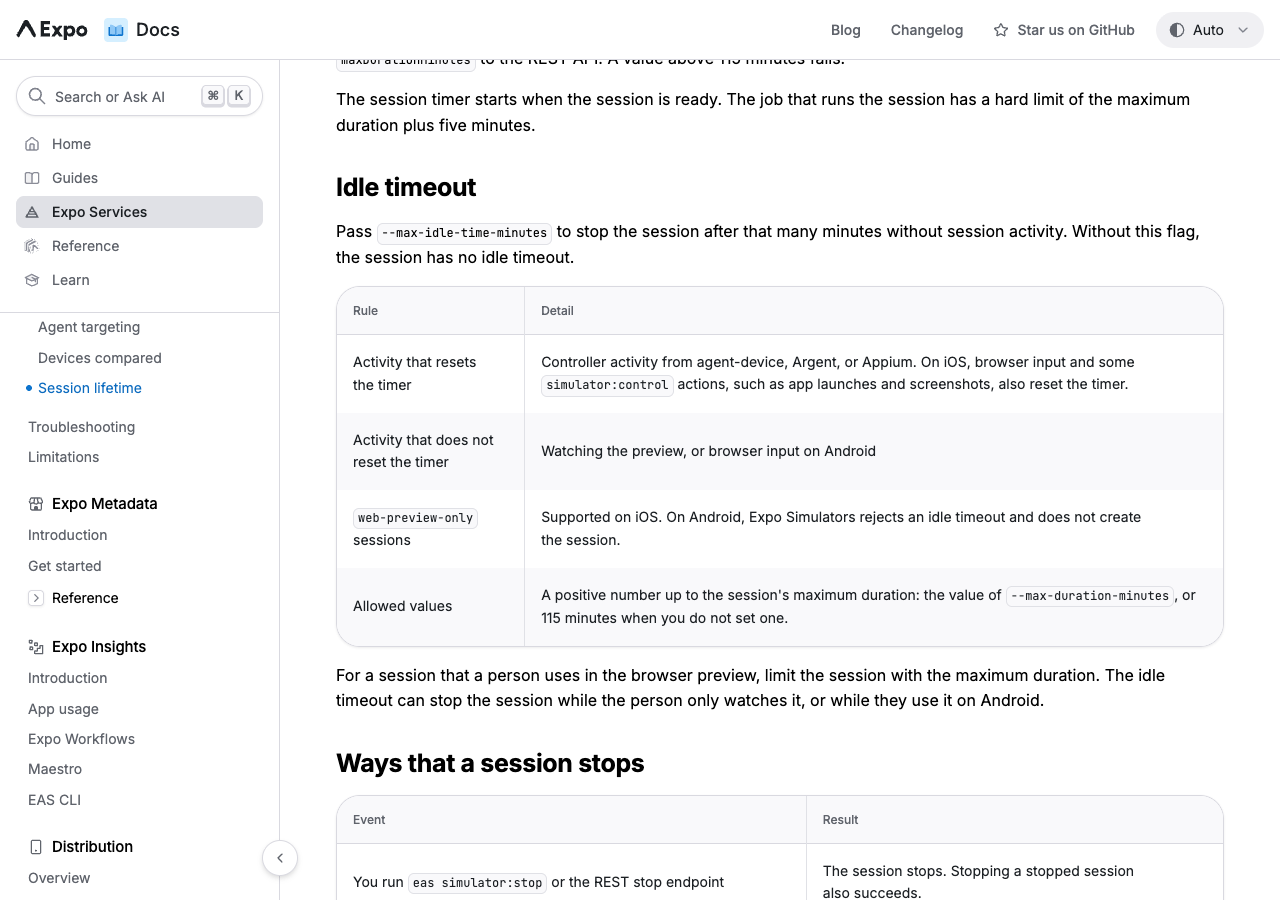 Expo
Docs
Blog
Changelog
Star us on GitHub
Auto
Search or Ask AI
⌘ K
Home
Guides
Expo Services
Reference
Learn
Agent targeting
Devices compared
Session lifetime
Troubleshooting
Limitations
Expo Metadata
Introduction
Get started
Reference
Expo Insights
Introduction
App usage
Expo Workflows
Maestro
EAS CLI
Distribution
Overview
maxDurationMinutes to the REST API. A value above 115 minutes fails.
The session timer starts when the session is ready. The job that runs the session has a hard limit of the maximum
duration plus five minutes.
Idle timeout
Pass --max-idle-time-minutes to stop the session after that many minutes without session activity. Without this flag,
the session has no idle timeout.
Rule
Detail
Activity that resets
the timer
Controller activity from agent-device, Argent, or Appium. On iOS, browser input and some
simulator:control actions, such as app launches and screenshots, also reset the timer.
Activity that does not
reset the timer
Watching the preview, or browser input on Android
web-preview-only
sessions
Supported on iOS. On Android, Expo Simulators rejects an idle timeout and does not create
the session.
Allowed values
A positive number up to the session's maximum duration: the value of --max-duration-minutes, or
115 minutes when you do not set one.
For a session that a person uses in the browser preview, limit the session with the maximum duration. The idle
timeout can stop the session while the person only watches it, or while they use it on Android.
Ways that a session stops
Event
Result
You run eas simulator:stop or the REST stop endpoint
The session stops. Stopping a stopped session
also succeeds.